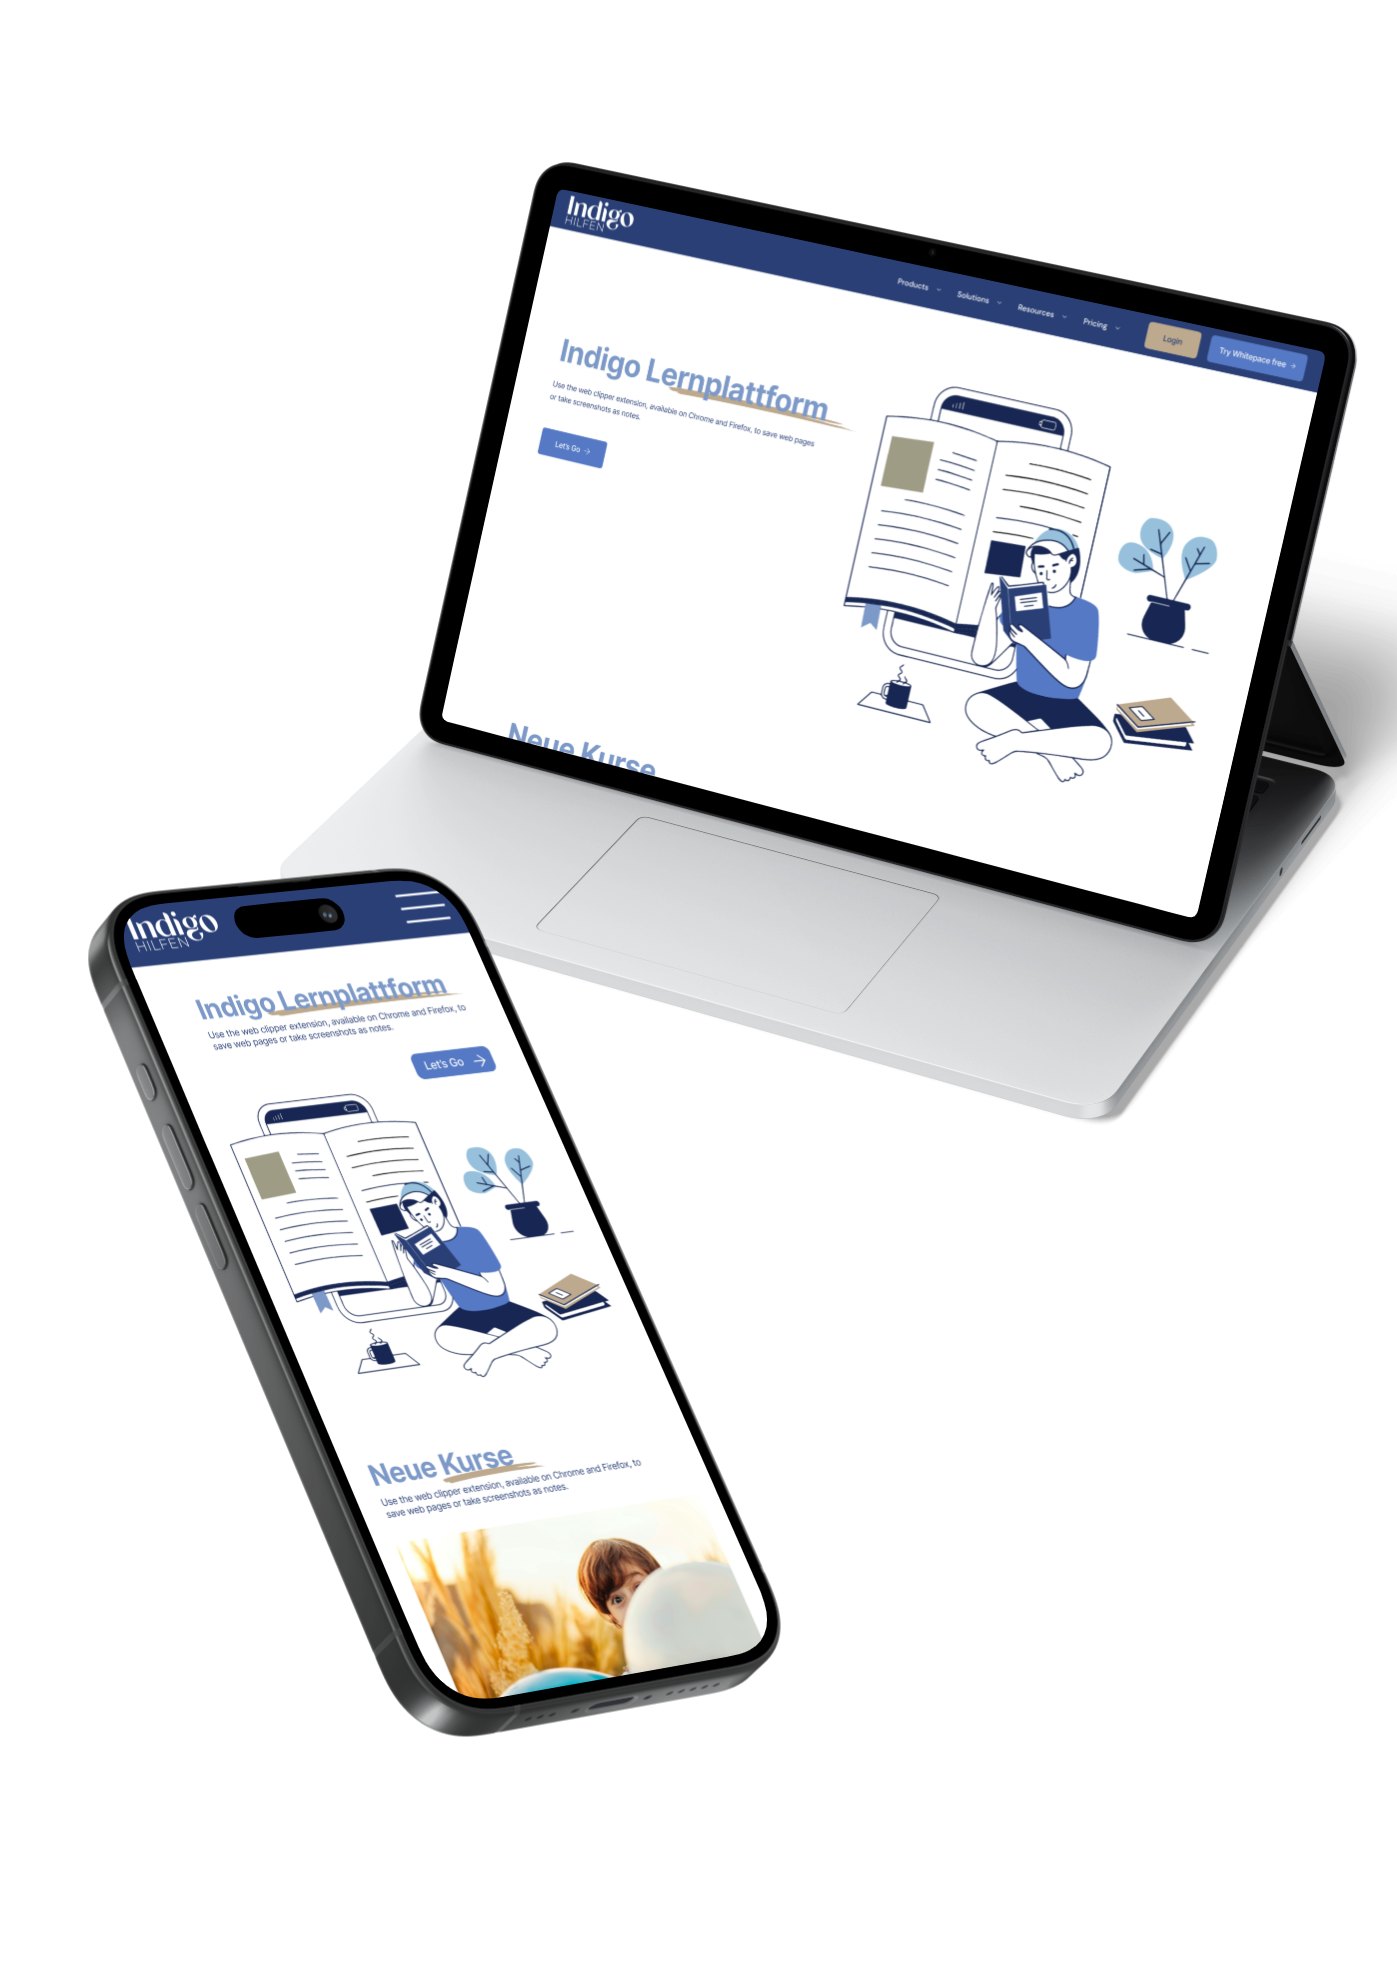 Indigo
HILFEN
Products
Solutions
Resources
Pricing
Login
Try Whitepace free →
Indigo Lernplattform
Use the web clipper extension, available on Chrome and Firefox, to save web pages
or take screenshots as notes.
Let's Go →
Neue Kurse
Indigo
HILFEN
Indigo Lernplattform
Use the web clipper extension, available on Chrome and Firefox, to
save web pages or take screenshots as notes.
Let's Go →
Neue Kurse
Use the web clipper extension, available on Chrome and Firefox, to
save web pages or take screenshots as notes.